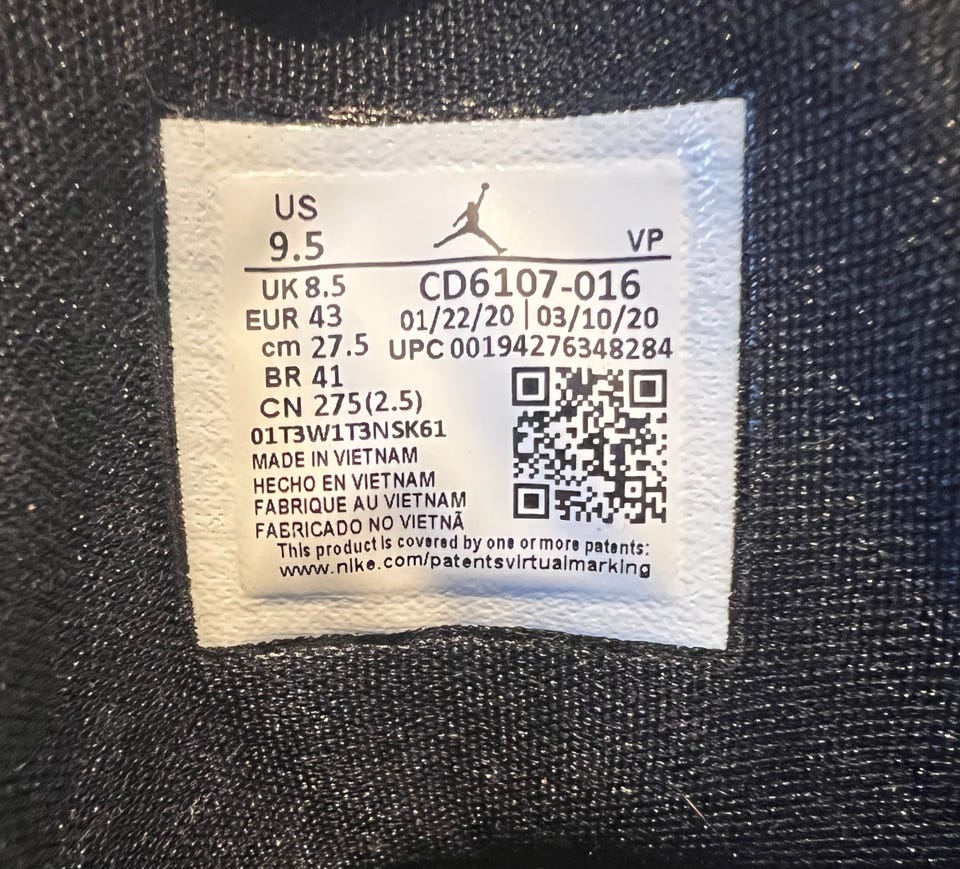 US
9.5
VP
UK 8.5
CD6107-016
EUR 43
01/22/20 | 03/10/20
cm 27.5
UPC 00194276348284
BR 41
CN 275(2.5)
01T3W1T3NSK61
MADE IN VIETNAM
HECHO EN VIETNAM
FABRIQUE AU VIETNAM
FABRICADO NO VIETNÃ
This product is covered by one or more patents:
www.nike.com/patentsvirtualmarking